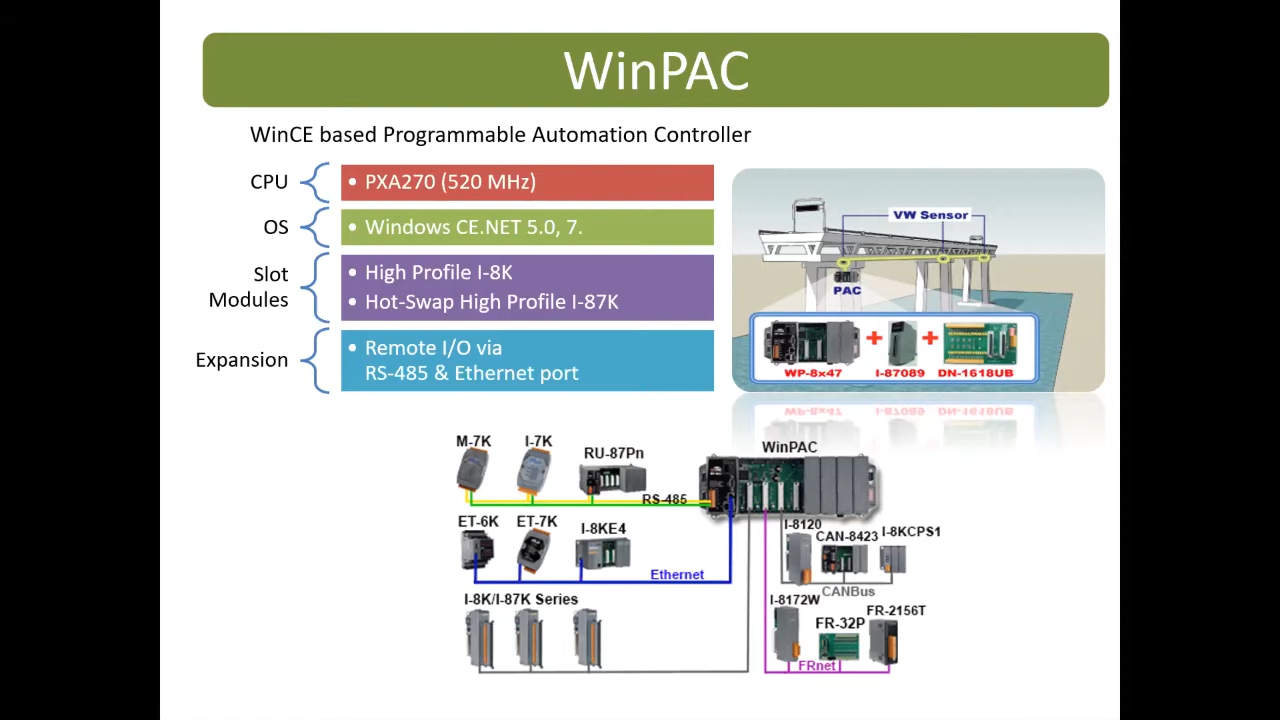 WinPAC
WinCE based Programmable Automation Controller
CPU
• PXA270 (520 MHz)
OS
• Windows CE.NET 5.0, 7.
Slot
Modules
• High Profile I-8K
• Hot-Swap High Profile I-87K
Expansion
• Remote I/O via
RS-485 & Ethernet port
VW Sensor
PAC
WP-8x47
I-87089
DN-1618UB
M-7K
I-7K
RU-87Pn
WinPAC
RS-485
ET-6K
ET-7K
I-8KE4
Ethernet
I-8120
CAN-8423
I-8KCPS1
CANBus
I-8K/I-87K Series
I-8172W
FR-32P
FR-2156T
FRnet